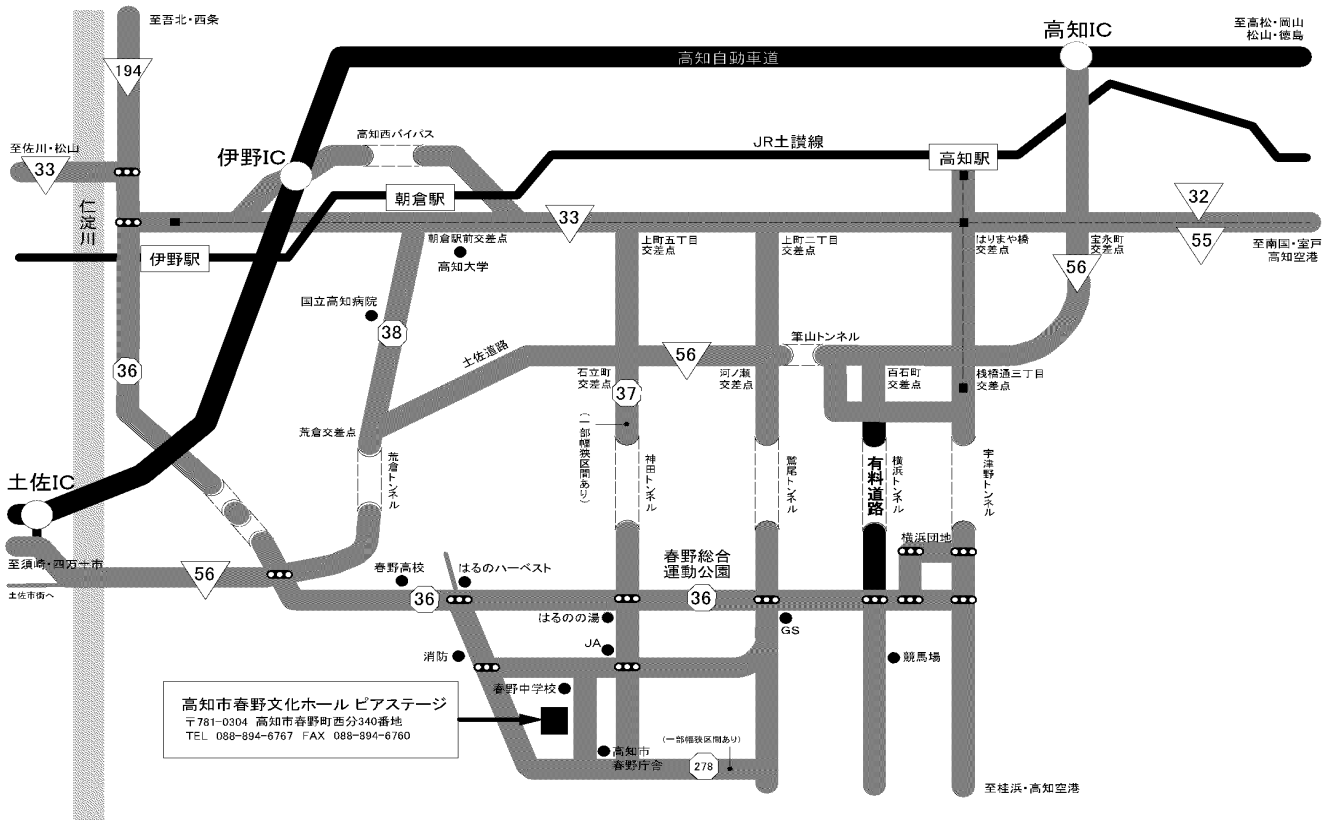 至吾北・西条
高知IC
至高松・岡山
松山・徳島
高知自動車道
194
高知西バイパス
JR土讃線
至佐川・松山
33
伊野IC
高知駅
朝倉駅
32
仁淀川
33
朝倉駅前交差点
上町五丁目
交差点
上町二丁目
交差点
はりまや橋
交差点
宝永町
交差点
55
至南国・室戸
高知空港
伊野駅
高知大学
56
国立高知病院
38
筆山トンネル
土佐道路
56
36
石立町
交差点
河ノ瀬
交差点
百石町
交差点
桟橋通三丁目
交差点
37
荒倉交差点
(一部幅狭区間あり)
荒倉トンネル
神田トンネル
鷲尾トンネル
有料道路
横浜トンネル
宇津野トンネル
土佐IC
横浜団地
至須崎・四万十市
56
土佐市街へ
春野高校
はるのハーベスト
春野総合
運動公園
36
36
はるのの湯
GS
JA
消防
競馬場
春野中学校
高知市春野文化ホール ピアステージ
〒781-0304 高知市春野町西分340番地
TEL 088-894-6767 FAX 088-894-6760
高知市
春野庁舎
(一部幅狭区間あり)
278
至桂浜・高知空港